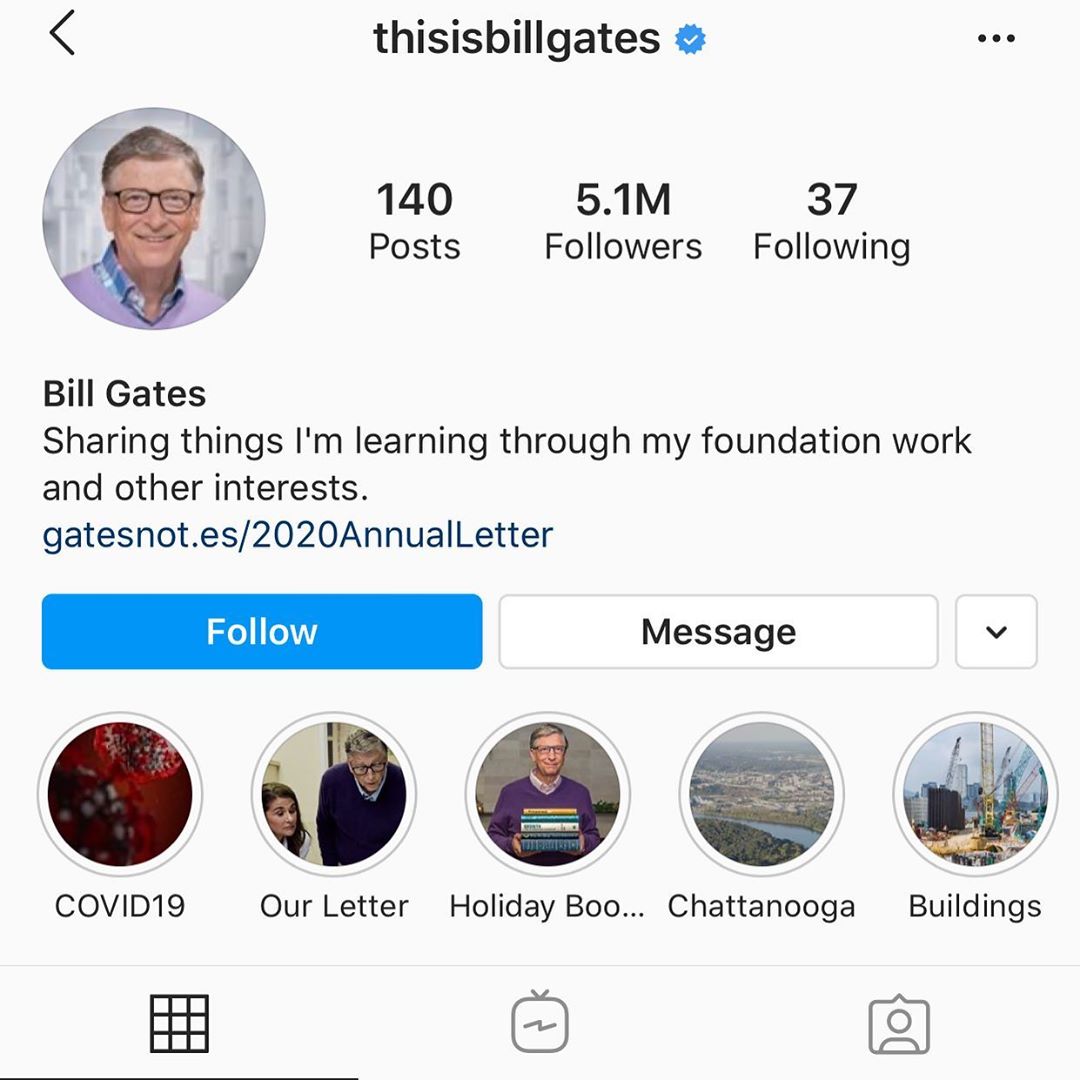 thisisbillgates
140
Posts
5.1M
Followers
37
Following
Bill Gates
Sharing things I'm learning through my foundation work
and other interests.
gatesnot.es/2020AnnualLetter
Follow
Message
COVID19
Our Letter
Holiday Boo...
Chattanooga
Buildings